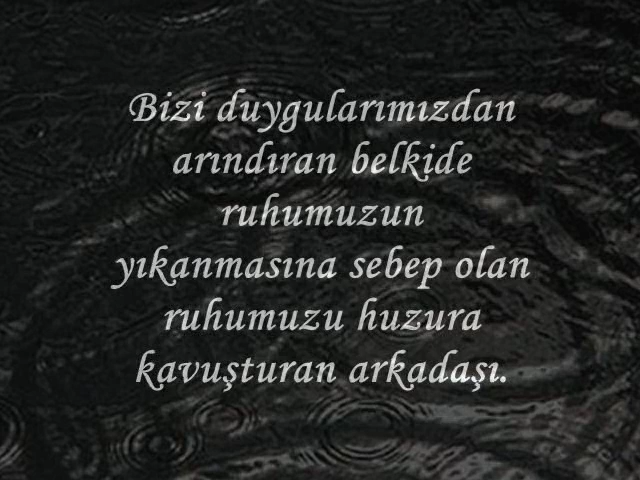 Bizi duygularımızdan
arındıran belkide
ruhumuzun
yıkanmasına sebep olan
ruhumuzu huzura
kavuşturan arkadaşı.